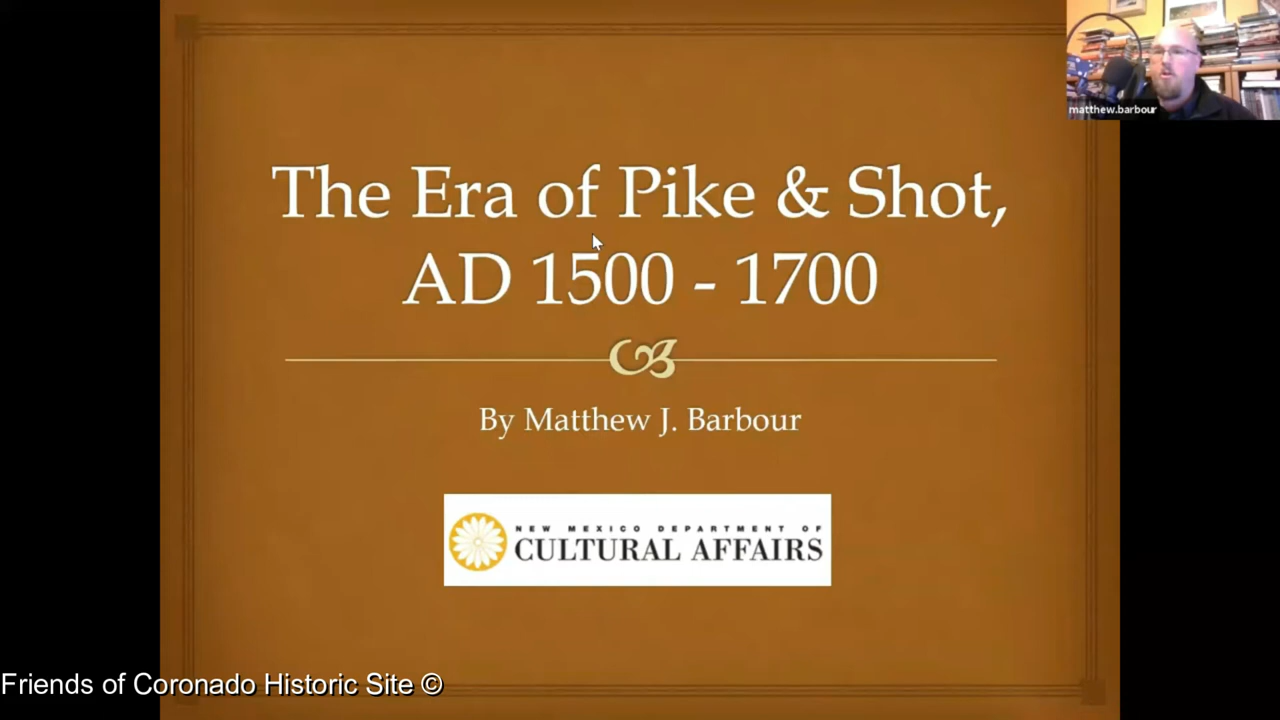 matthew.barbour
The Era of Pike & Shot,
AD 1500 - 1700
By Matthew J. Barbour
NEW MEXICO DEPARTMENT OF
CULTURAL AFFAIRS
Friends of Coronado Historic Site ©